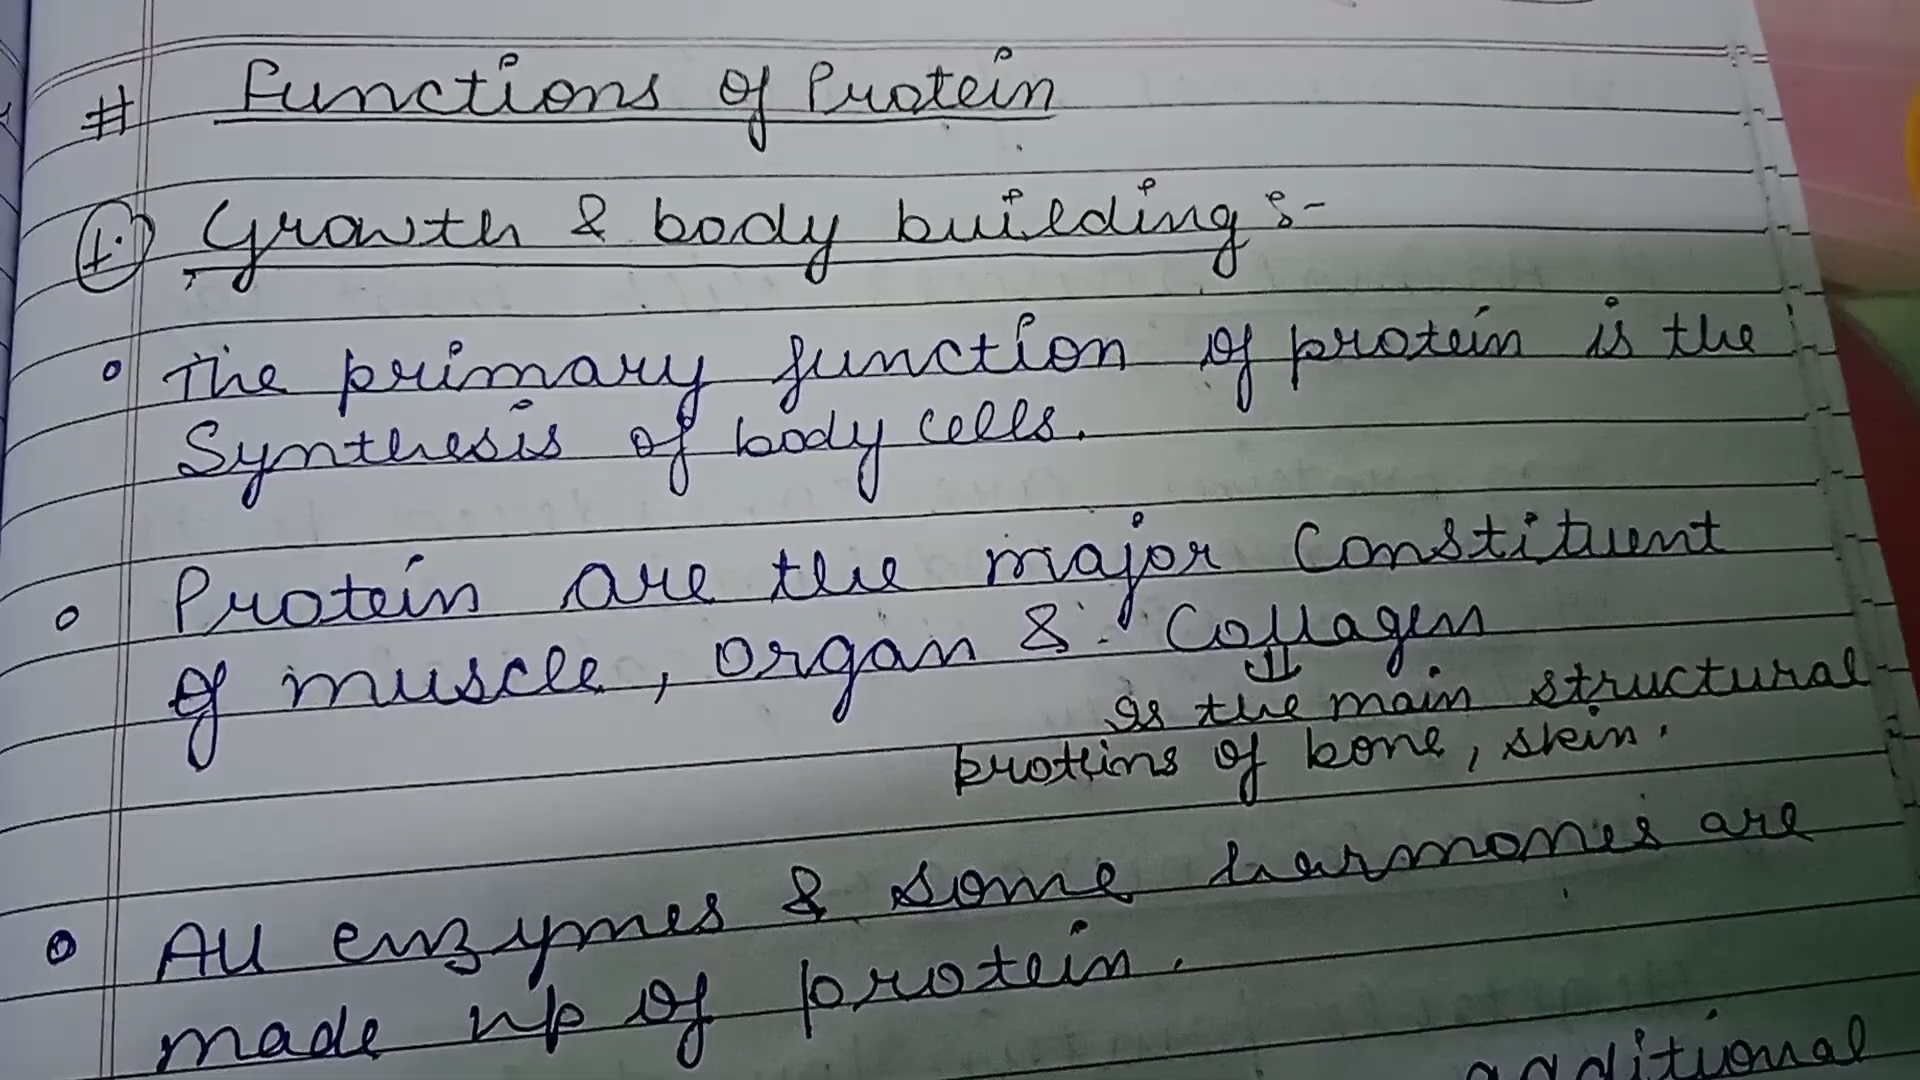 # Functions of Protein
1. Growth & body building :-
The primary function of protein is the
Synthesis of body cells.
Protein are the major Constituent
of muscle, organ & Collagen
is the main structural
proteins of bone, skin.
All enzymes & some harmones are
made up of protein.
additional